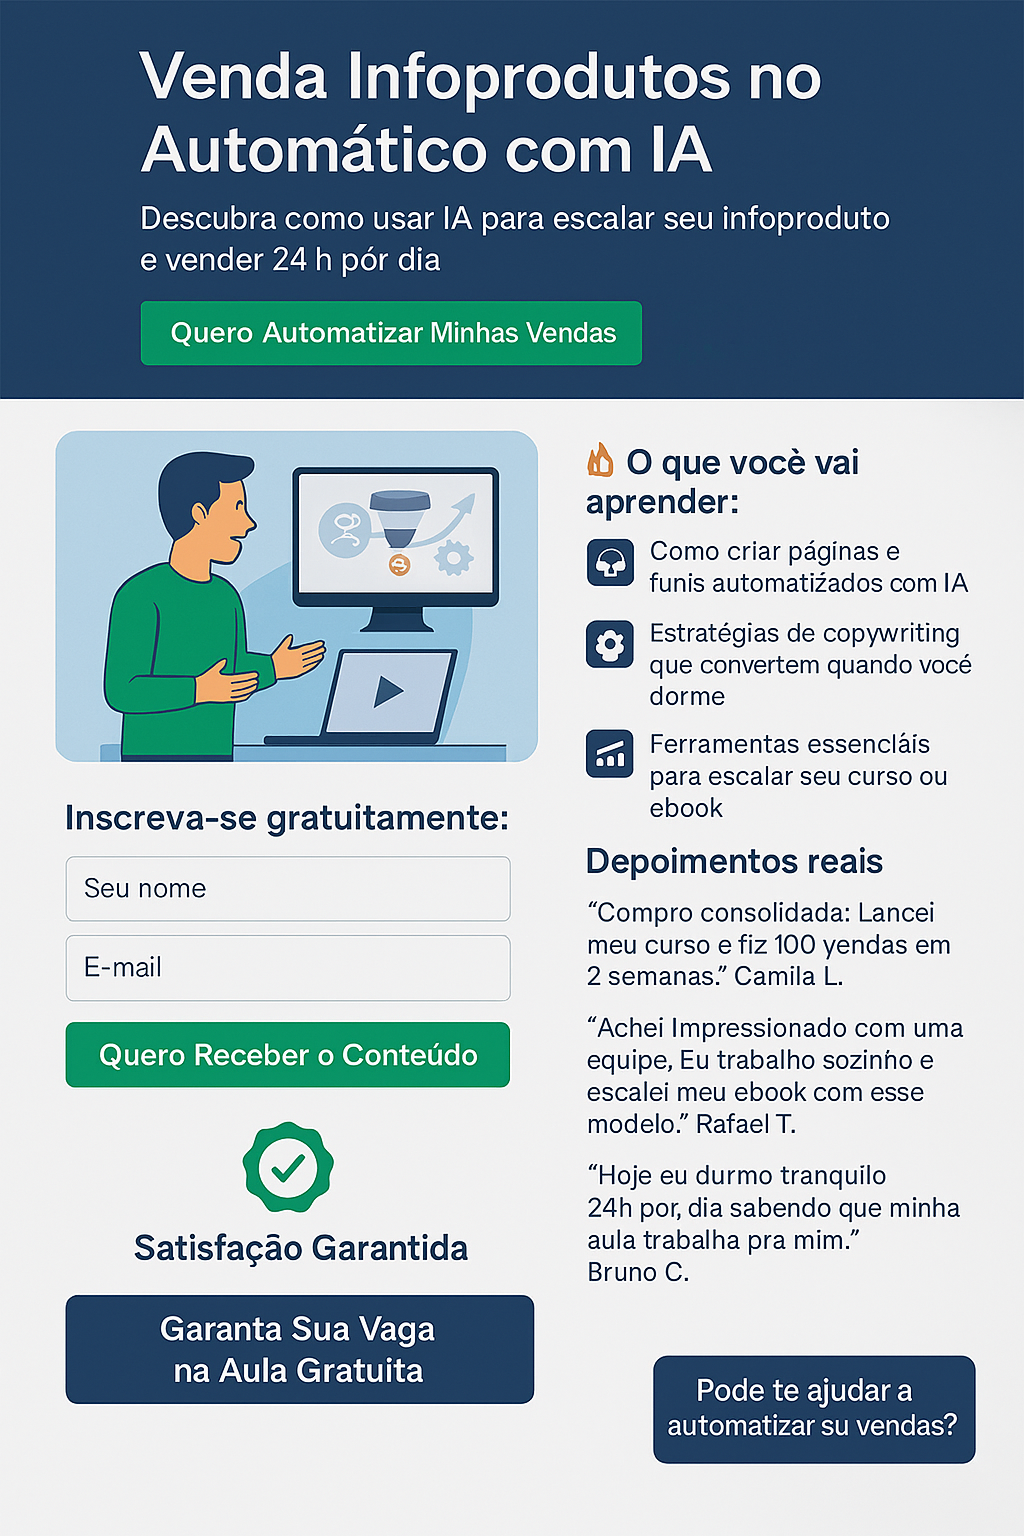 Venda Infoprodutos no
Automático com IA
Descubra como usar IA para escalar seu infoproduto
e vender 24 h pór dia
Quero Automatizar Minhas Vendas
O que vocè vai
aprender:
Como criar páginas e
funis automatiźados com IA
Estratégias de copywriting
que convertem quando vocé
dorme
Ferramentas essencláis
para escalar seu curso ou
ebook
Inscreva-se gratuitamente:
Seu nome
E-mail
Quero Receber o Conteúdo
Satisfação Garantida
Garanta Sua Vaga
na Aula Gratuita
Depoimentos reais
“Compro consolidada: Lancei
meu curso e fiz 100 yendas em
2 semanas.” Camila L.
“Achei Impressionado com uma
equipe, Eu trabalho sozinho e
escalei meu ebook com esse
modelo.” Rafael T.
“Hoje eu durmo tranquilo
24h por, dia sabendo que minha
aula trabalha pra mim.”
Bruno C.
Pode te ajudar a
automatizar su vendas?